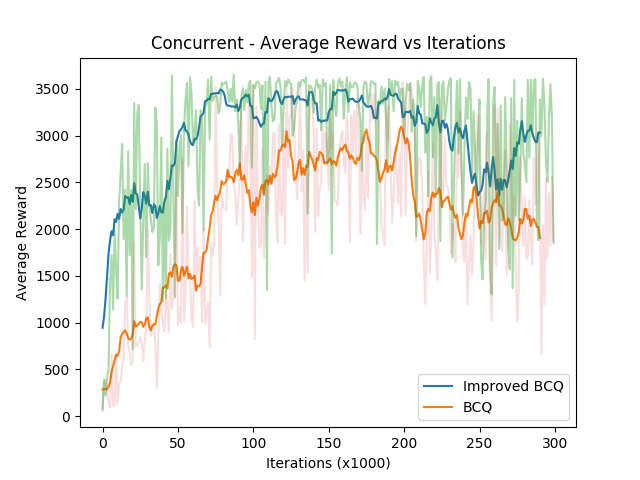 Concurrent - Average Reward vs Iterations
Average Reward
3500
3000
2500
2000
1500
1000
500
0
0 50 100 150 200 250 300
Iterations (x1000)
Improved BCQ
BCQ